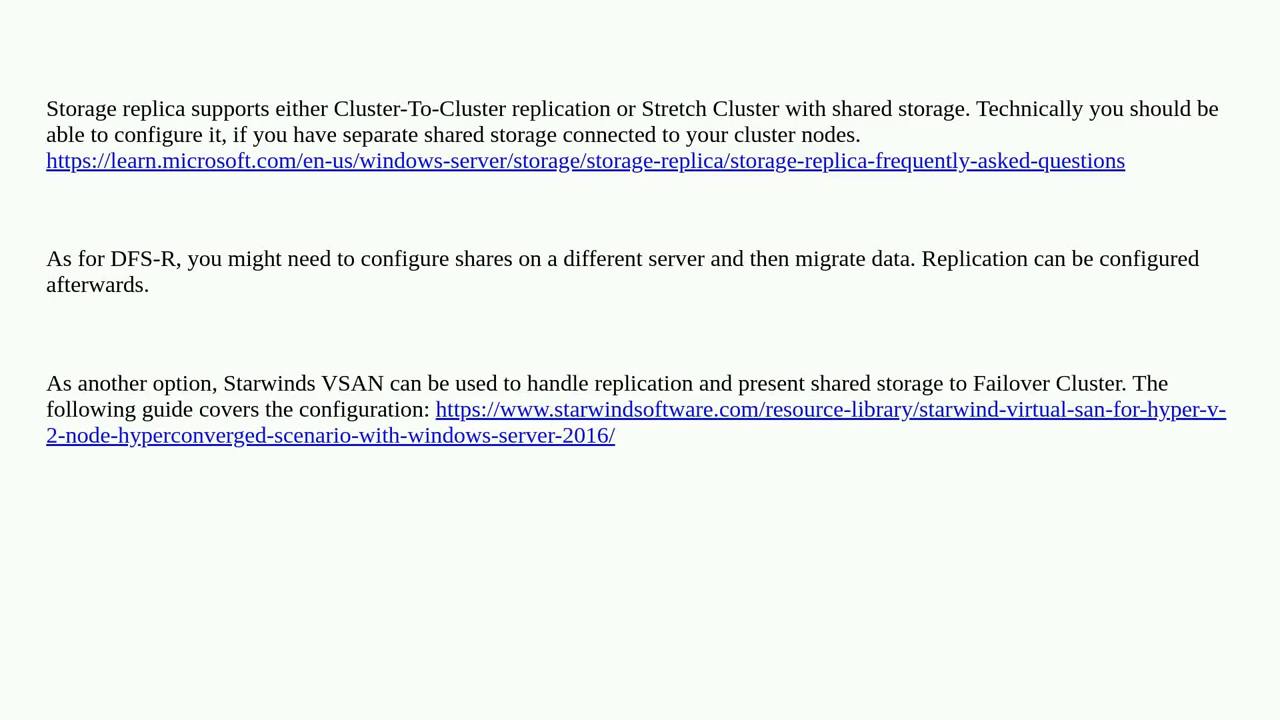 Storage replica supports either Cluster-To-Cluster replication or Stretch Cluster with shared storage. Technically you should be
able to configure it, if you have separate shared storage connected to your cluster nodes.
https://learn.microsoft.com/en-us/windows-server/storage/storage-replica/storage-replica-frequently-asked-questions
As for DFS-R, you might need to configure shares on a different server and then migrate data. Replication can be configured
afterwards.
As another option, Starwinds VSAN can be used to handle replication and present shared storage to Failover Cluster. The
following guide covers the configuration: https://www.starwindsoftware.com/resource-library/starwind-virtual-san-for-hyper-v-
2-node-hyperconverged-scenario-with-windows-server-2016/